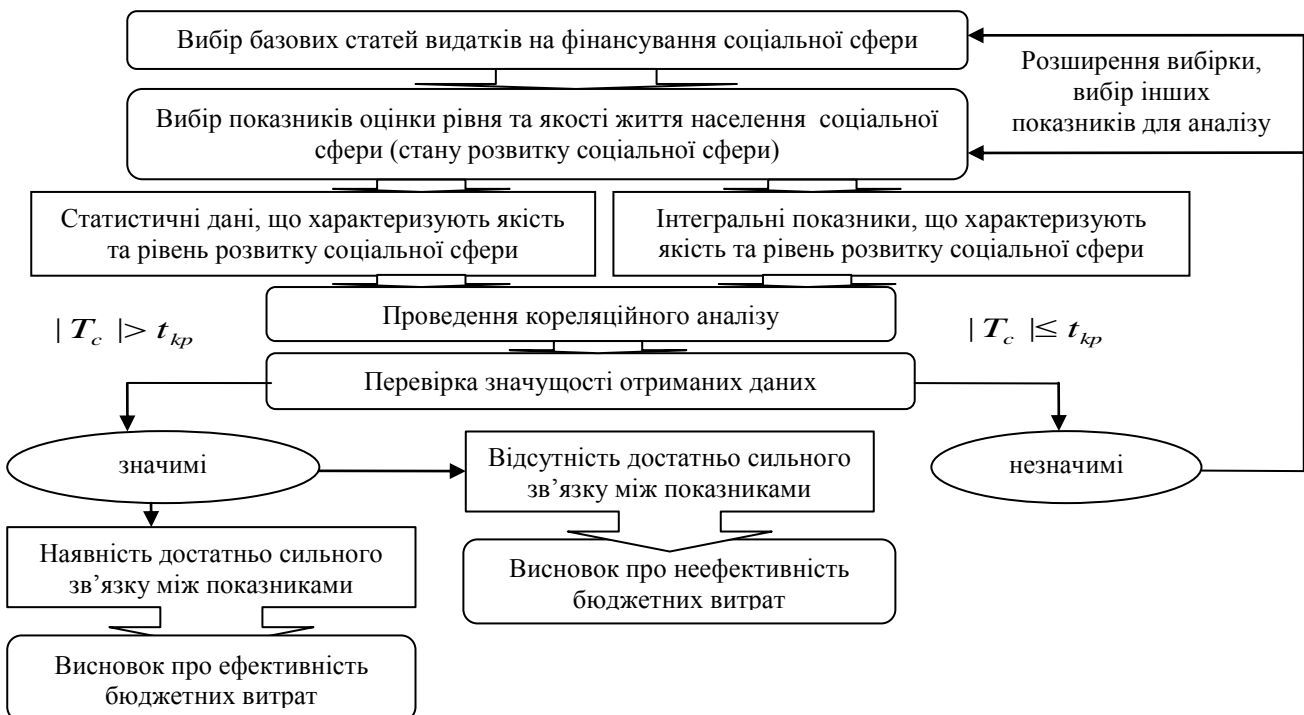 Вибір базових статей видатків на фінансування соціальної сфери
Розширення вибірки,
вибір інших
показників для аналізу
Вибір показників оцінки рівня та якості життя населення соціальної
сфери (стану розвитку соціальної сфери)
Статистичні дані, що характеризують якість
та рівень розвитку соціальної сфери
Інтегральні показники, що характеризують
якість та рівень розвитку соціальної сфери
Проведення кореляційного аналізу
| T_c |> t_kp
| T_c |≤ t_kp
Перевірка значущості отриманих даних
значимі
Відсутність достатньо сильного
зв’язку між показниками
незначимі
Наявність достатньо сильного
зв’язку між показниками
Висновок про неефективність
бюджетних витрат
Висновок про ефективність
бюджетних витрат